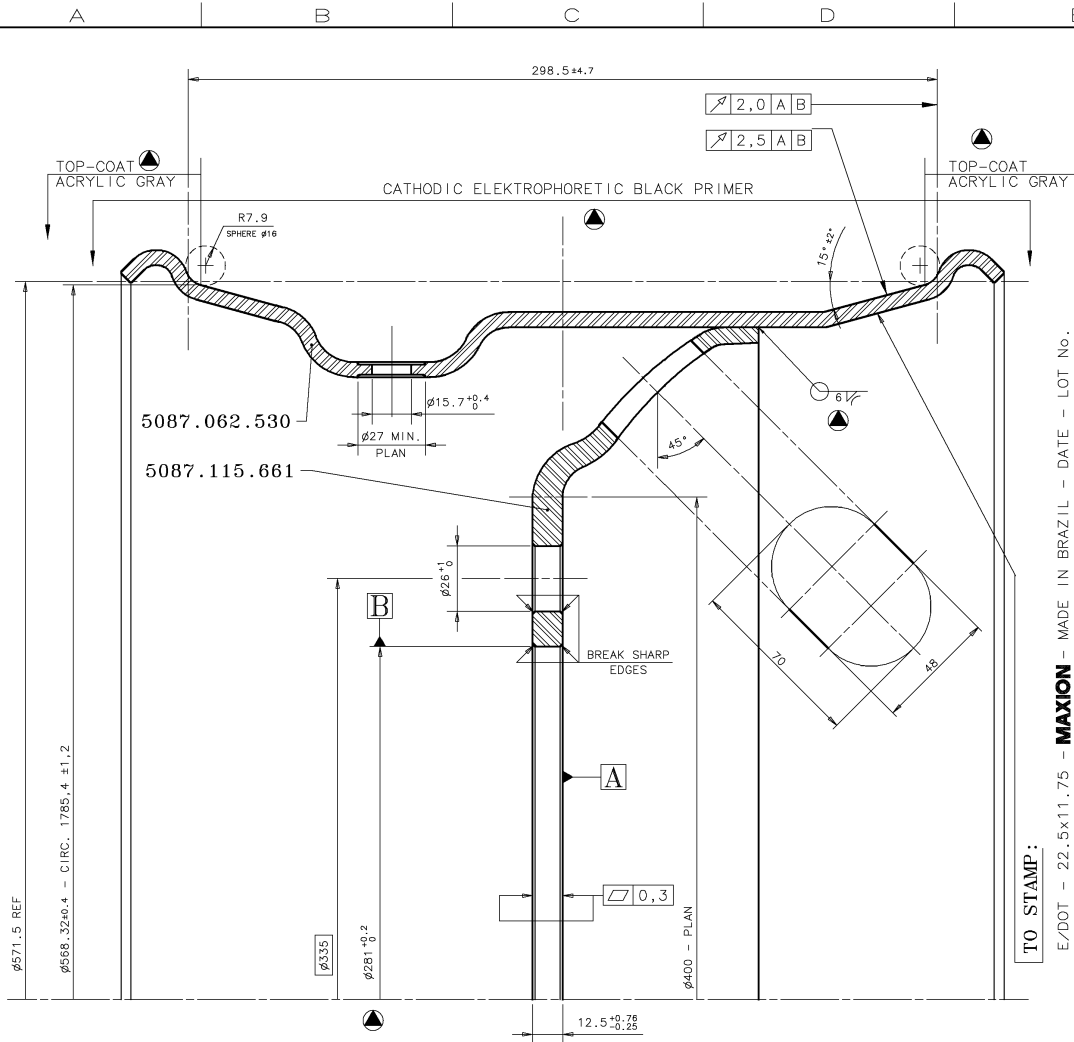 A B C D E
298.5±4.7
2,0 A B
2,5 A B
TOP-COAT
ACRYLIC GRAY
TOP-COAT
ACRYLIC GRAY
CATHODIC ELEKTROPHORETIC BLACK PRIMER
R7.9
SPHERE ø16
15° ±2°
ø15.7 +0.4 0
ø27 MIN.
PLAN
5087.062.530
5087.115.661
6
45°
ø26 +1 0
B
BREAK SHARP
EDGES
70
48
A
0,3
ø571.5 REF
ø568.32±0.4 - CIRC. 1785,4 ±1,2
ø335
ø281 +0.2 0
ø400 - PLAN
12.5 +0.76 -0.25
TO STAMP:
E/DOT - 22.5x11.75 - MAXION - MADE IN BRAZIL - DATE - LOT No.